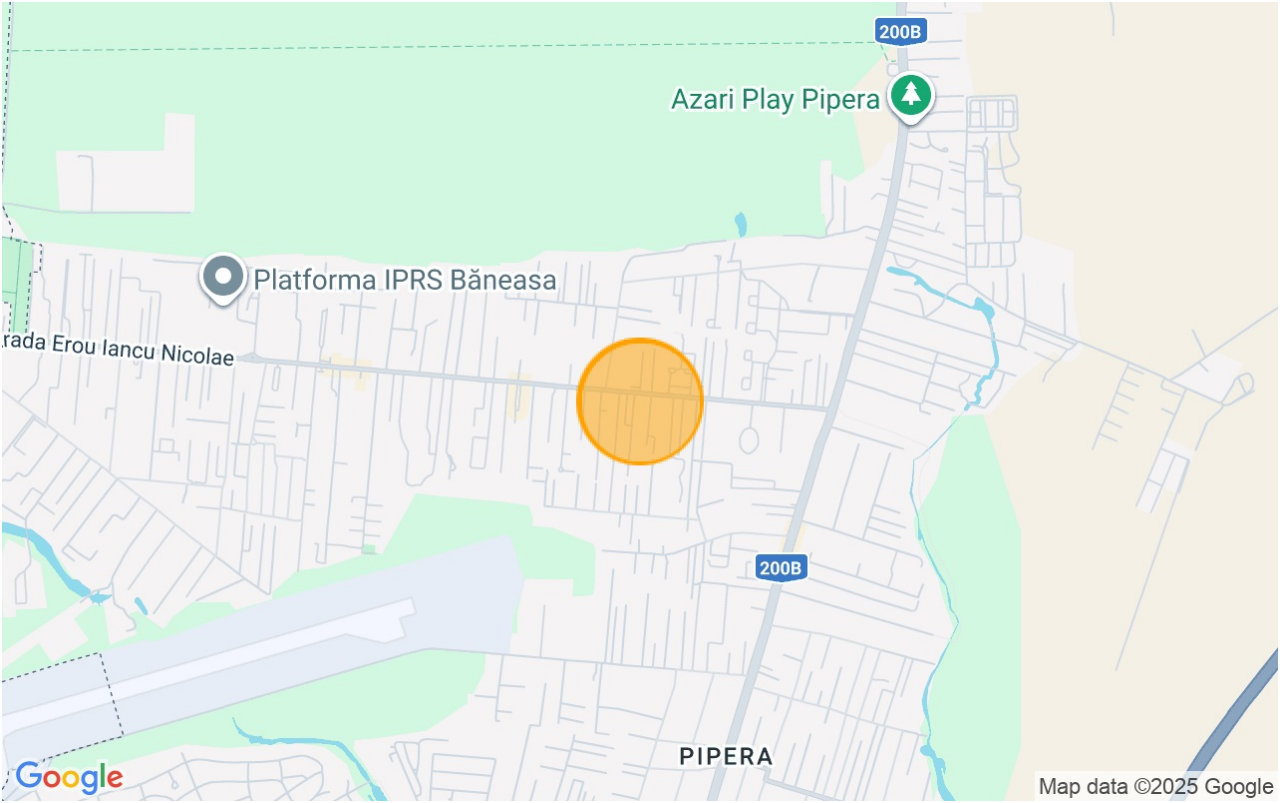 200B
Azari Play Pipera
Platforma IPRS Băneasa
rada Erou Iancu Nicolae
200B
PIPERA
Google
Map data ©2025 Google